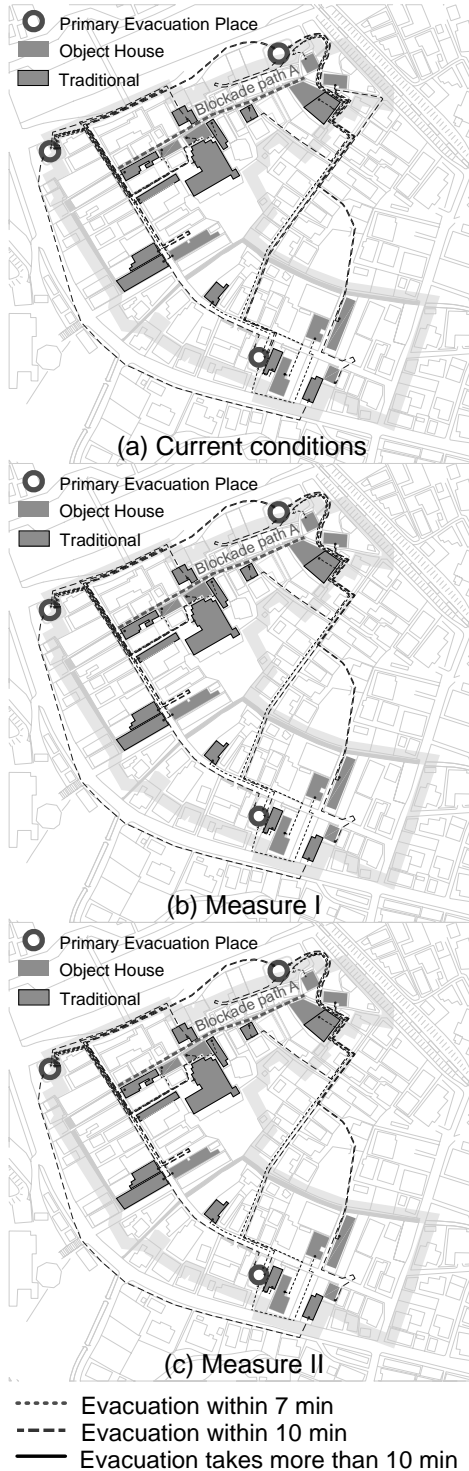 Primary Evacuation Place
Object House
Traditional
Blockade path A
(a) Current conditions
Primary Evacuation Place
Object House
Traditional
Blockade path A
(b) Measure I
Primary Evacuation Place
Object House
Traditional
Blockade path A
(c) Measure II
Evacuation within 7 min
Evacuation within 10 min
Evacuation takes more than 10 min